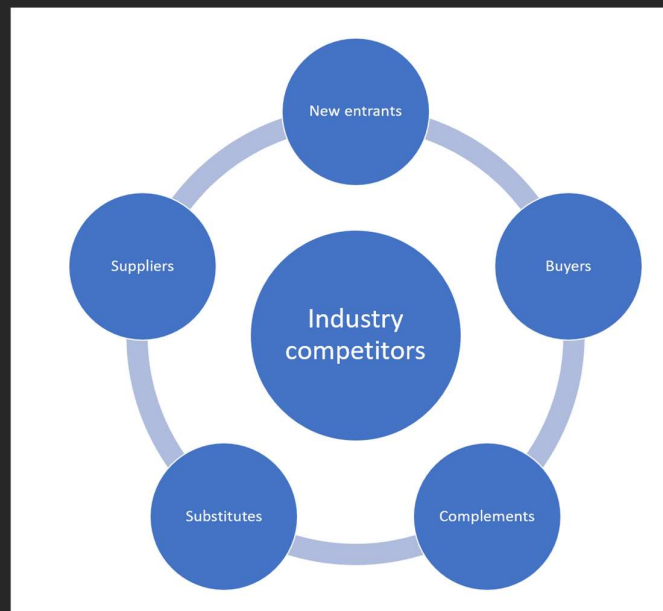 New entrants
Suppliers
Buyers
Industry
competitors
Substitutes
Complements